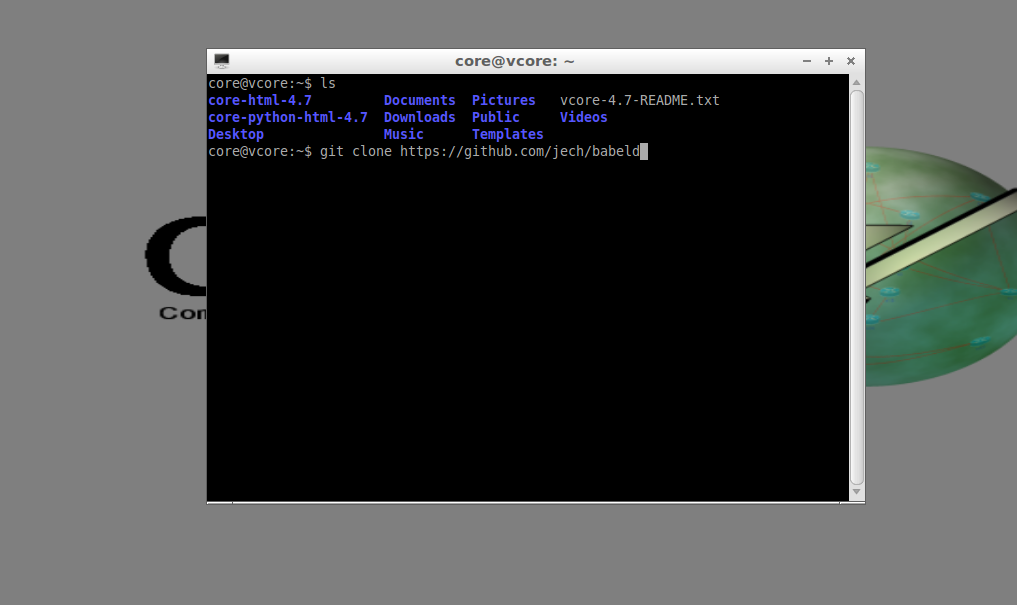 core@vcore: ~
core@vcore:~$ ls
core-html-4.7 Documents Pictures vcore-4.7-README.txt
core-python-html-4.7 Downloads Public Videos
Desktop Music Templates
core@vcore:~$ git clone https://github.com/jech/babeld
C
Com